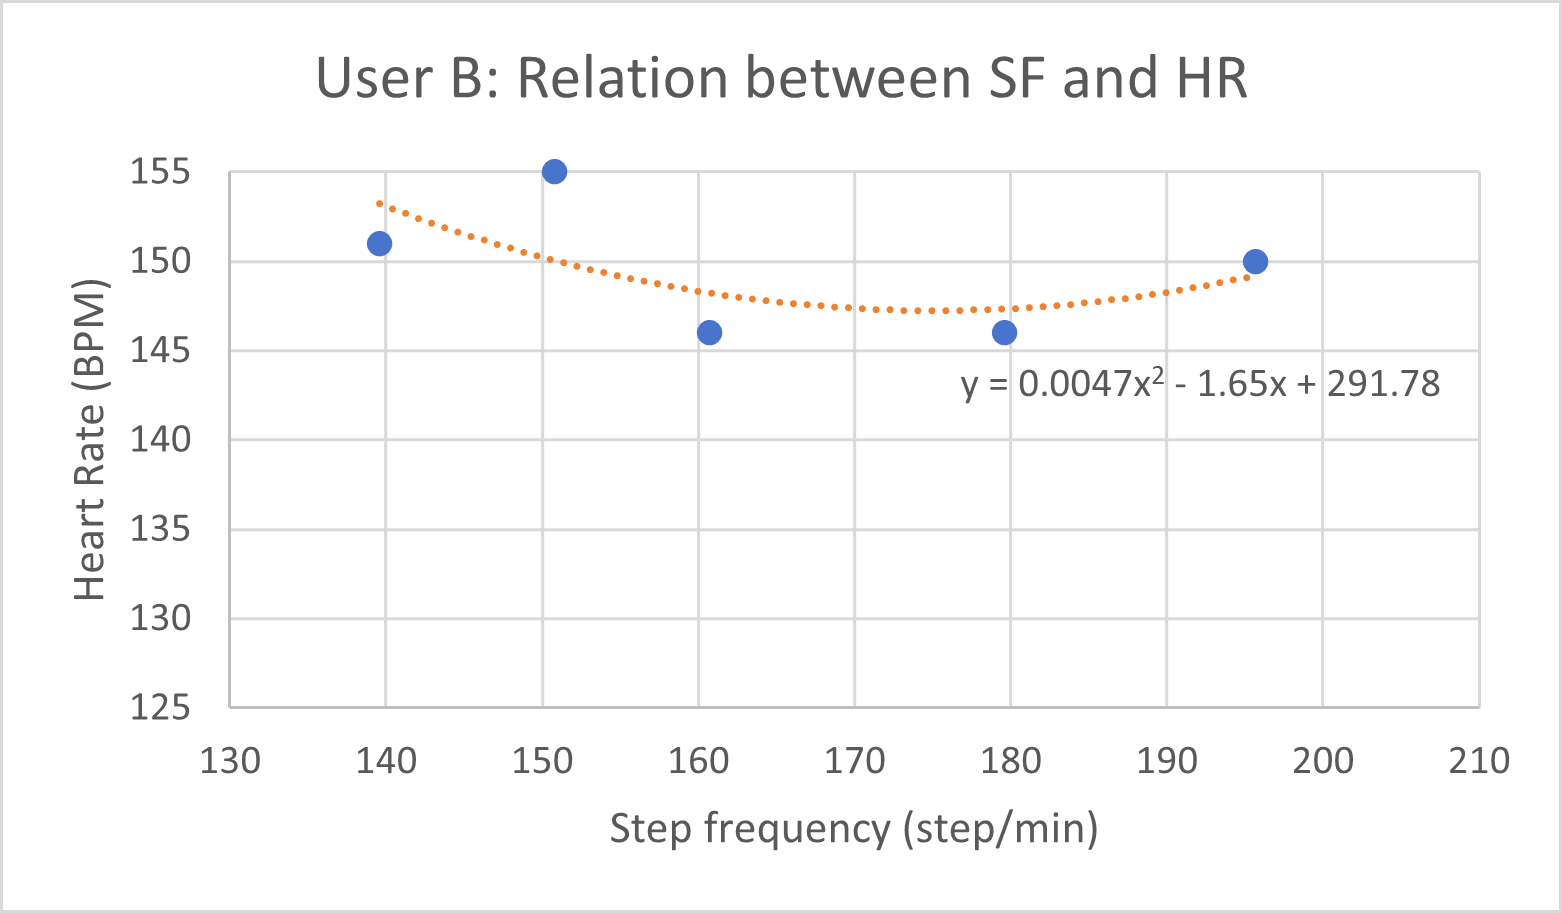 User B: Relation between SF and HR
155
150
145
140
135
130
125
Heart Rate (BPM)
y = 0.0047x² - 1.65x + 291.78
130 140 150 160 170 180 190 200 210
Step frequency (step/min)